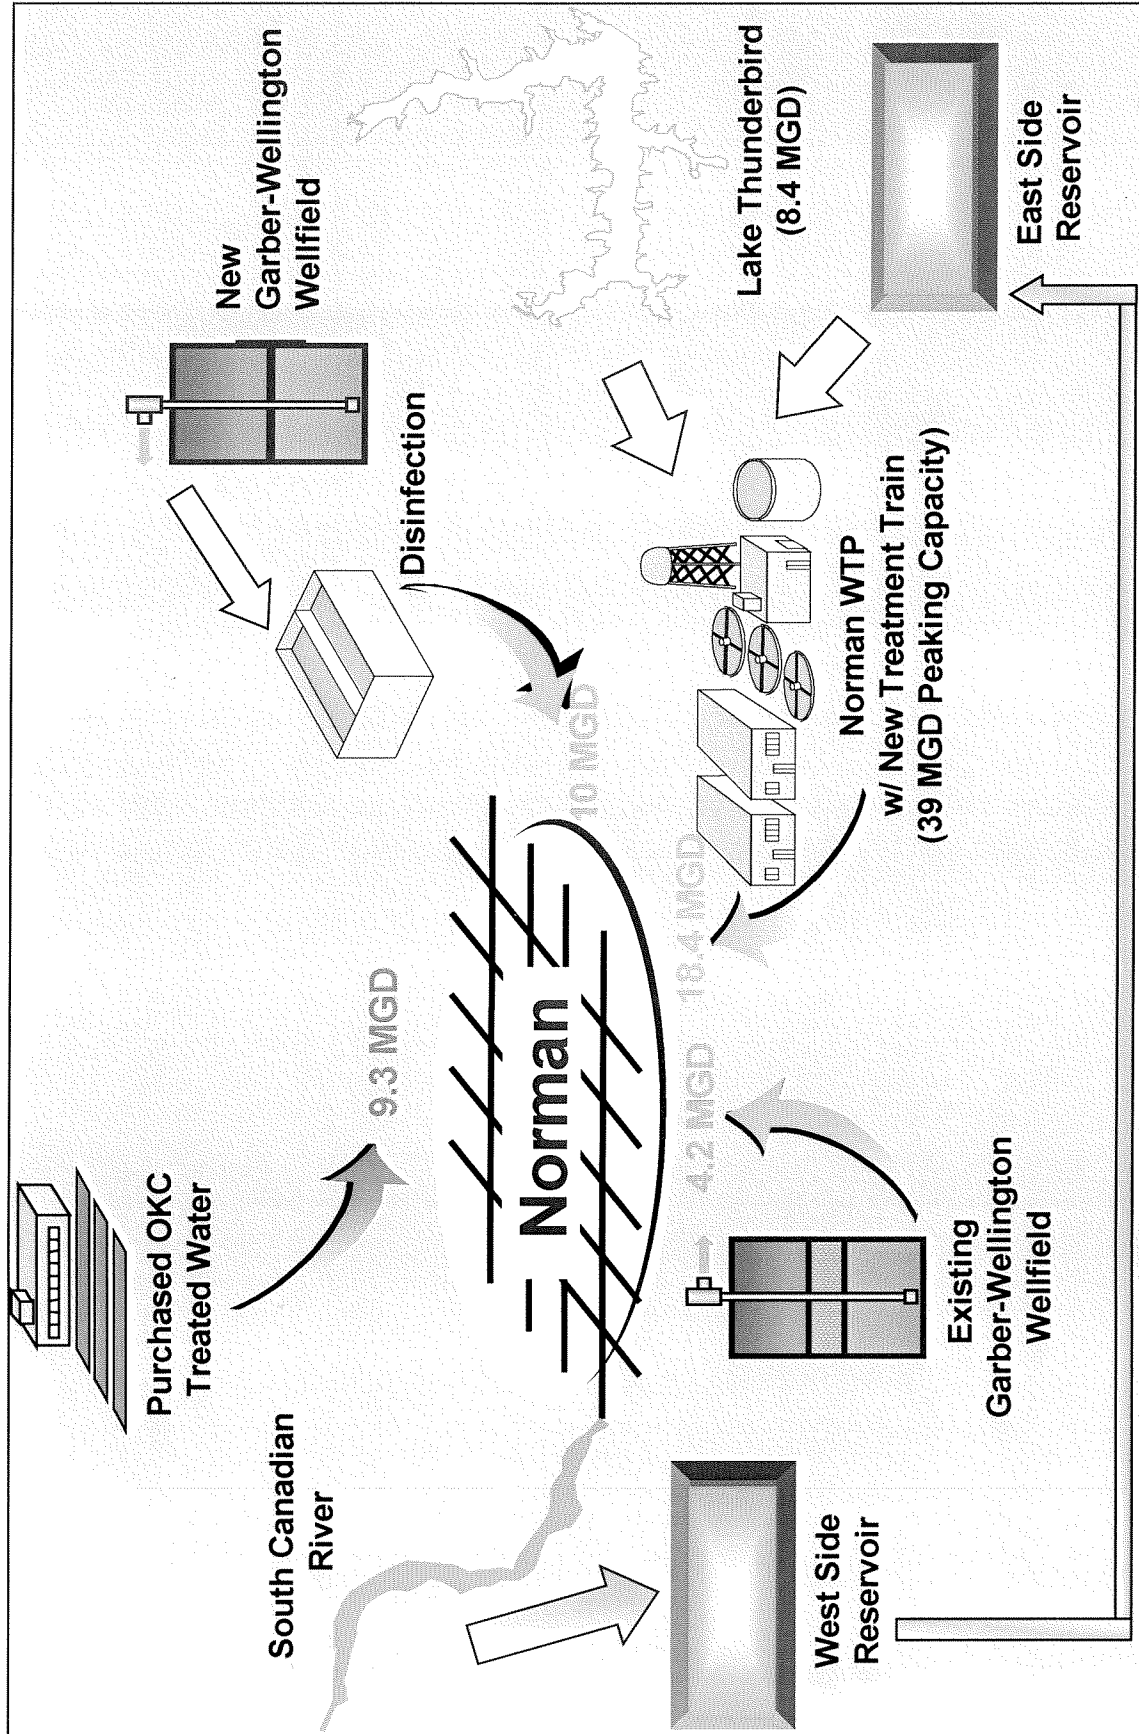 Purchased OKC
Treated Water
9.3 MGD
South Canadian
River
New
Garber-Wellington
Wellfield
Disinfection
10 MGD
Norman
Lake Thunderbird
(8.4 MGD)
18.4 MGD
4.2 MGD
Norman WTP
w/ New Treatment Train
(39 MGD Peaking Capacity)
Existing
Garber-Wellington
Wellfield
West Side
Reservoir
East Side
Reservoir